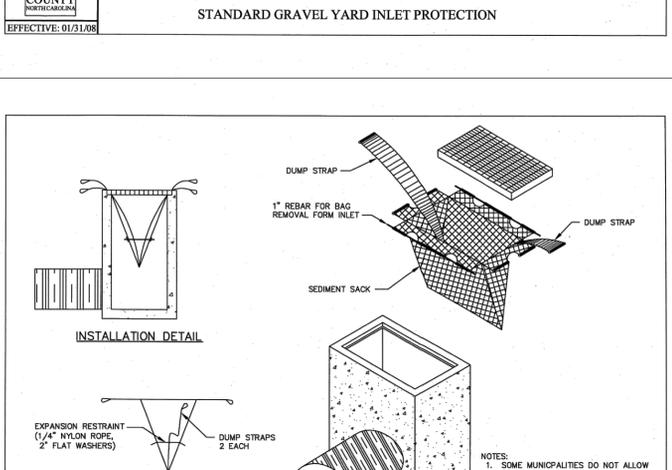 COUNTY
NORTH CAROLINA
EFFECTIVE: 01/31/08
STANDARD GRAVEL YARD INLET PROTECTION
DUMP STRAP
1" REBAR FOR BAG
REMOVAL FORM INLET
DUMP STRAP
SEDIMENT SACK
INSTALLATION DETAIL
EXPANSION RESTRAINT
(1/4" NYLON ROPE,
2" FLAT WASHERS)
DUMP STRAPS
2 EACH
NOTES:
1. SOME MUNICPALITIES DO NOT ALLOW